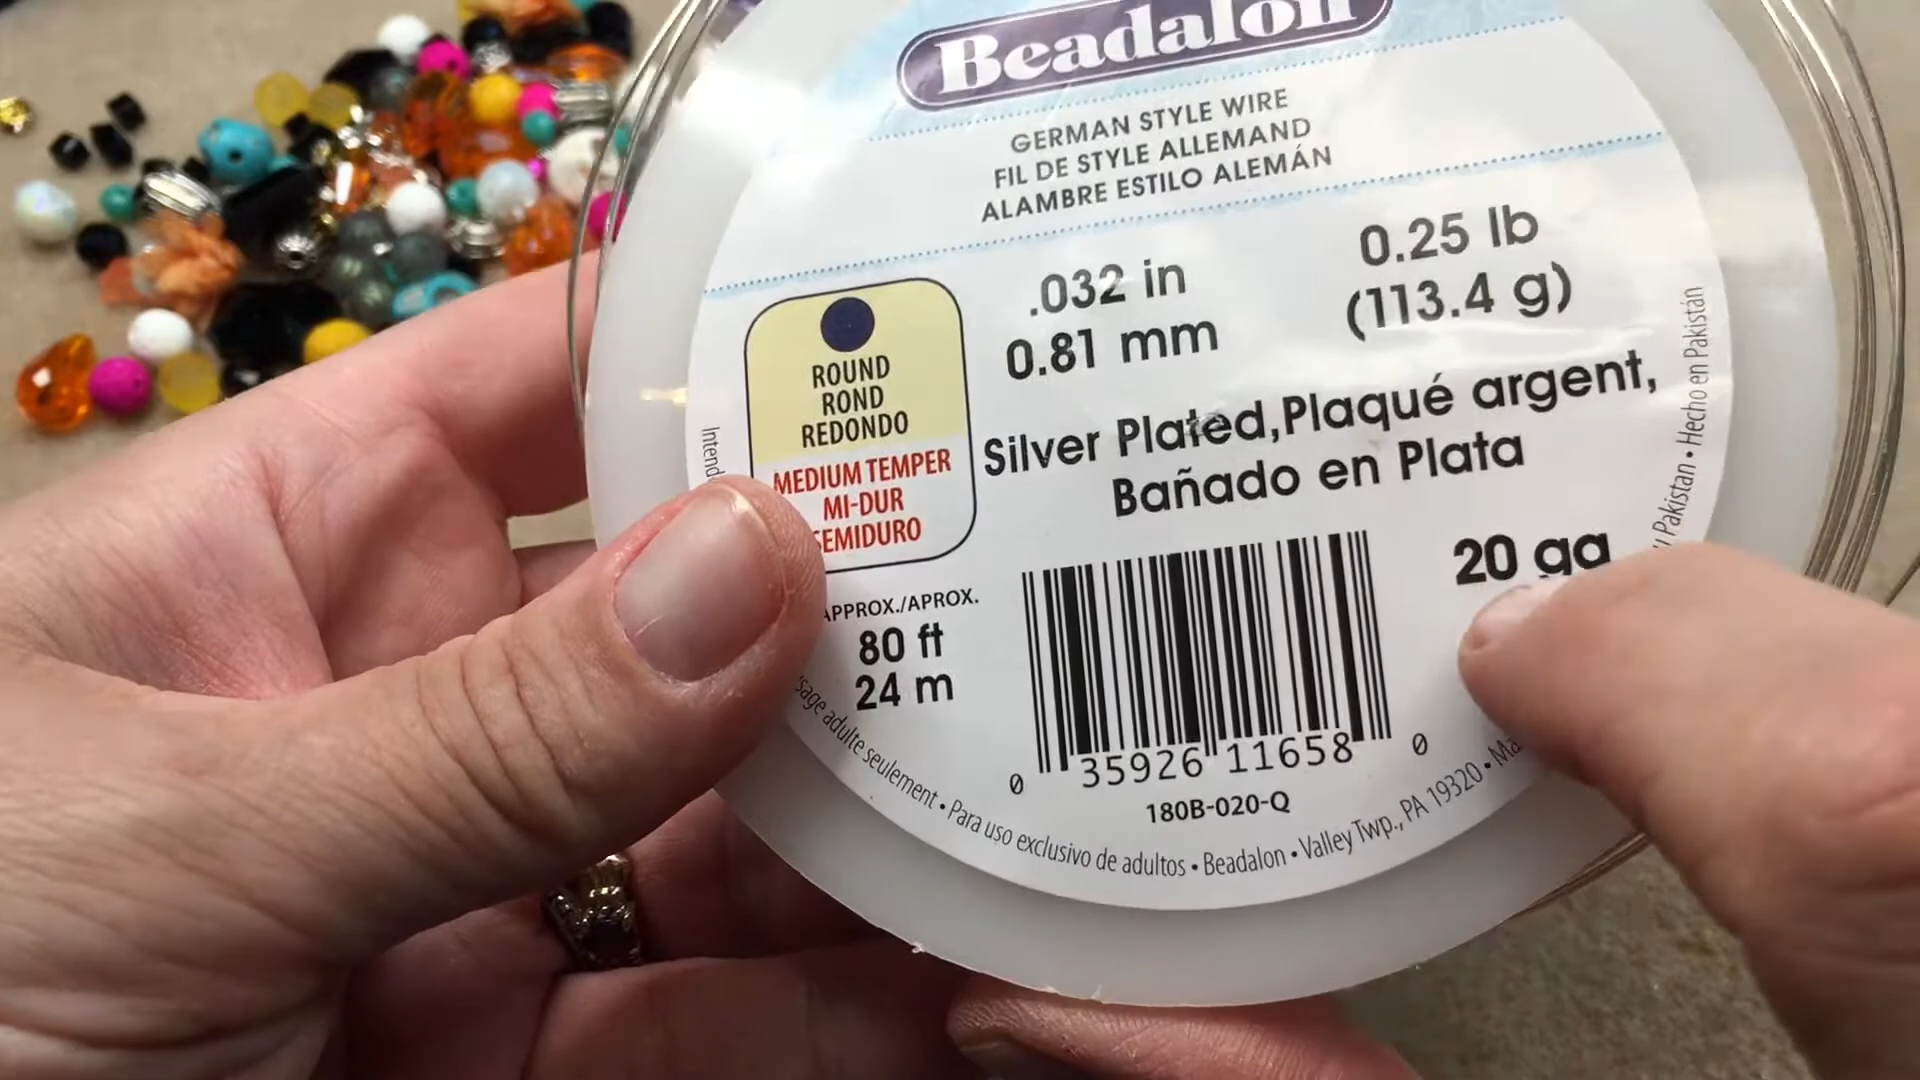 Beadalon
GERMAN STYLE WIRE
FIL DE STYLE ALLEMAND
ALAMBRE ESTILO ALEMÁN
.032 in
0.81 mm
0.25 lb
(113.4 g)
ROUND
ROND
REDONDO
MEDIUM TEMPER
MI-DUR
SEMIDURO
Silver Plated, Plaqué argent,
Bañado en Plata
20 ga
APPROX./APROX.
80 ft
24 m
0 35926 11658 0
180B-020-Q
adulte seulement • Para uso exclusivo de adultos • Beadalon • Valley Twp., PA 19320 •
Pakistan • Hecho en Pakistán